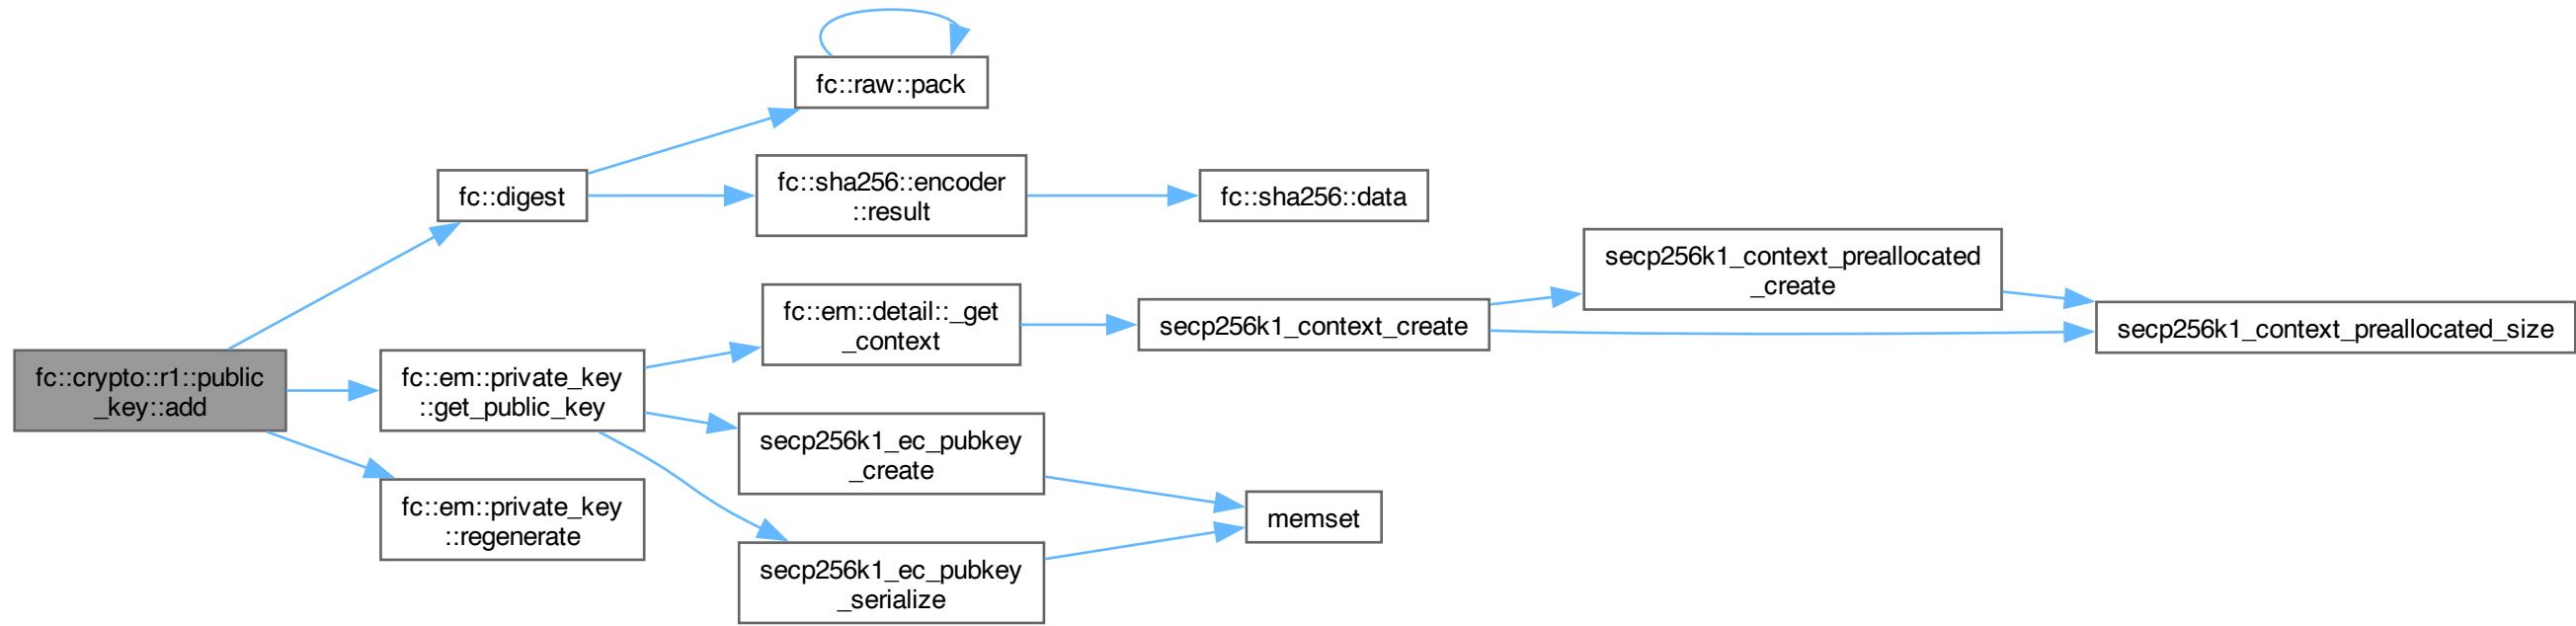 fc::raw::pack
fc::digest
fc::sha256::encoder
::result
fc::sha256::data
fc::em::detail::_get
_context
secp256k1_context_create
secp256k1_context_preallocated
_create
secp256k1_context_preallocated_size
fc::crypto::r1::public
_key::add
fc::em::private_key
::get_public_key
secp256k1_ec_pubkey
_create
memset
fc::em::private_key
::regenerate
secp256k1_ec_pubkey
_serialize